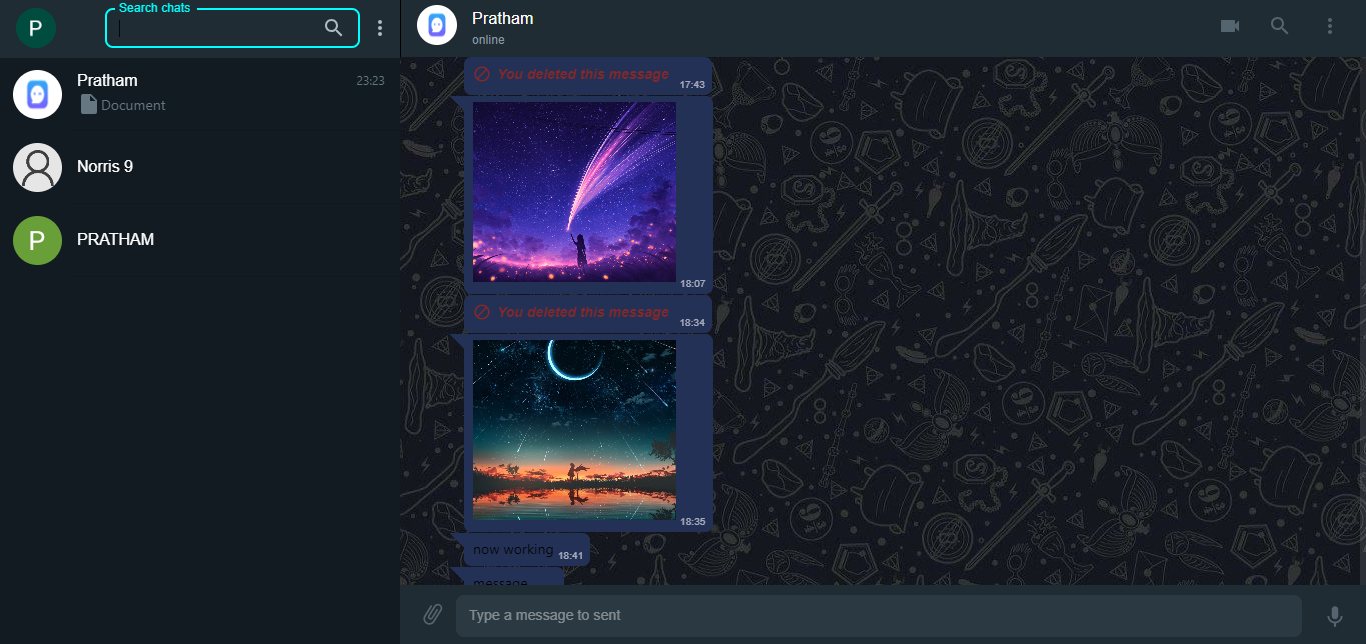 P
Search chats
Pratham
23:23
Document
Norris 9
P
PRATHAM
Pratham
online
You deleted this message
17:43
18:07
You deleted this message
18:34
18:35
now working
18:41
message
Type a message to sent